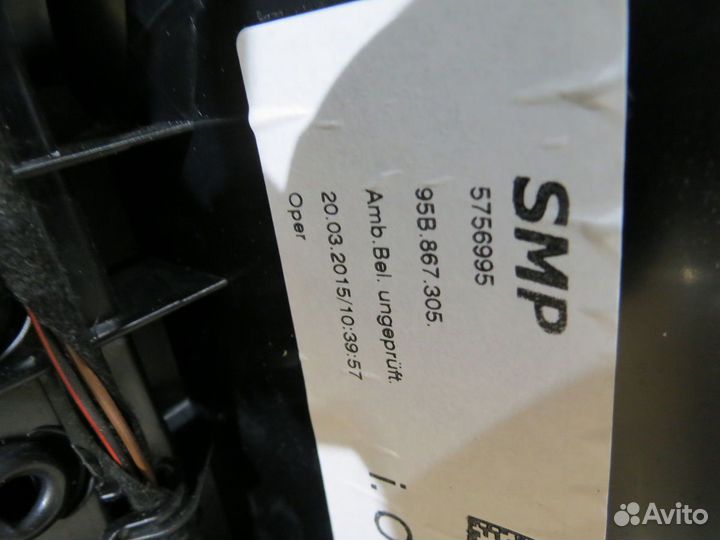 SMP
5756995
95B.867.305.
Amb.Bel. ungeprüft.
20.03.2015/10:39:57
Oper
i.
Avito